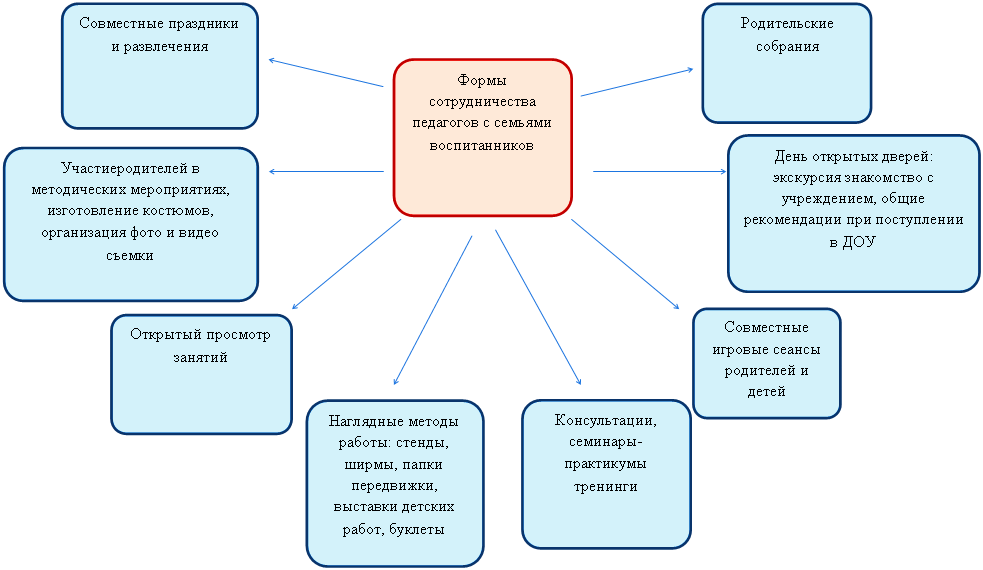 Совместные праздники
и развлечения
Формы
сотрудничества
педагогов с семьями
воспитанников
Родительские
собрания
Участиеродителей в
методических мероприятиях,
изготовление костюмов,
организация фото и видео
съемки
День открытых дверей:
экскурсия знакомство с
учреждением, общие
рекомендации при поступлении
в ДОУ
Открытый просмотр
занятий
Наглядные методы
работы: стенды,
ширмы, папки
передвижки,
выставки детских
работ, буклеты
Консультации,
семинары-
практикумы
тренинги
Совместные
игровые сеансы
родителей и
детей